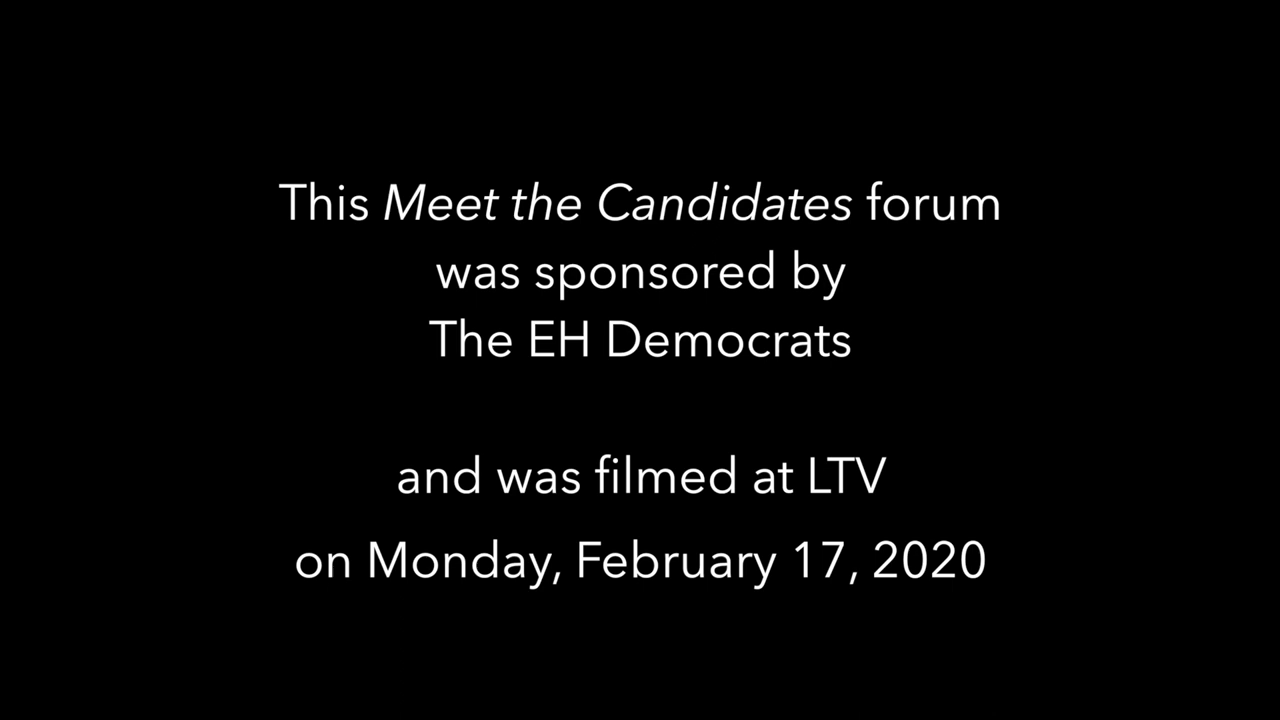 This Meet the Candidates forum
was sponsored by
The EH Democrats
and was filmed at LTV
on Monday, February 17, 2020